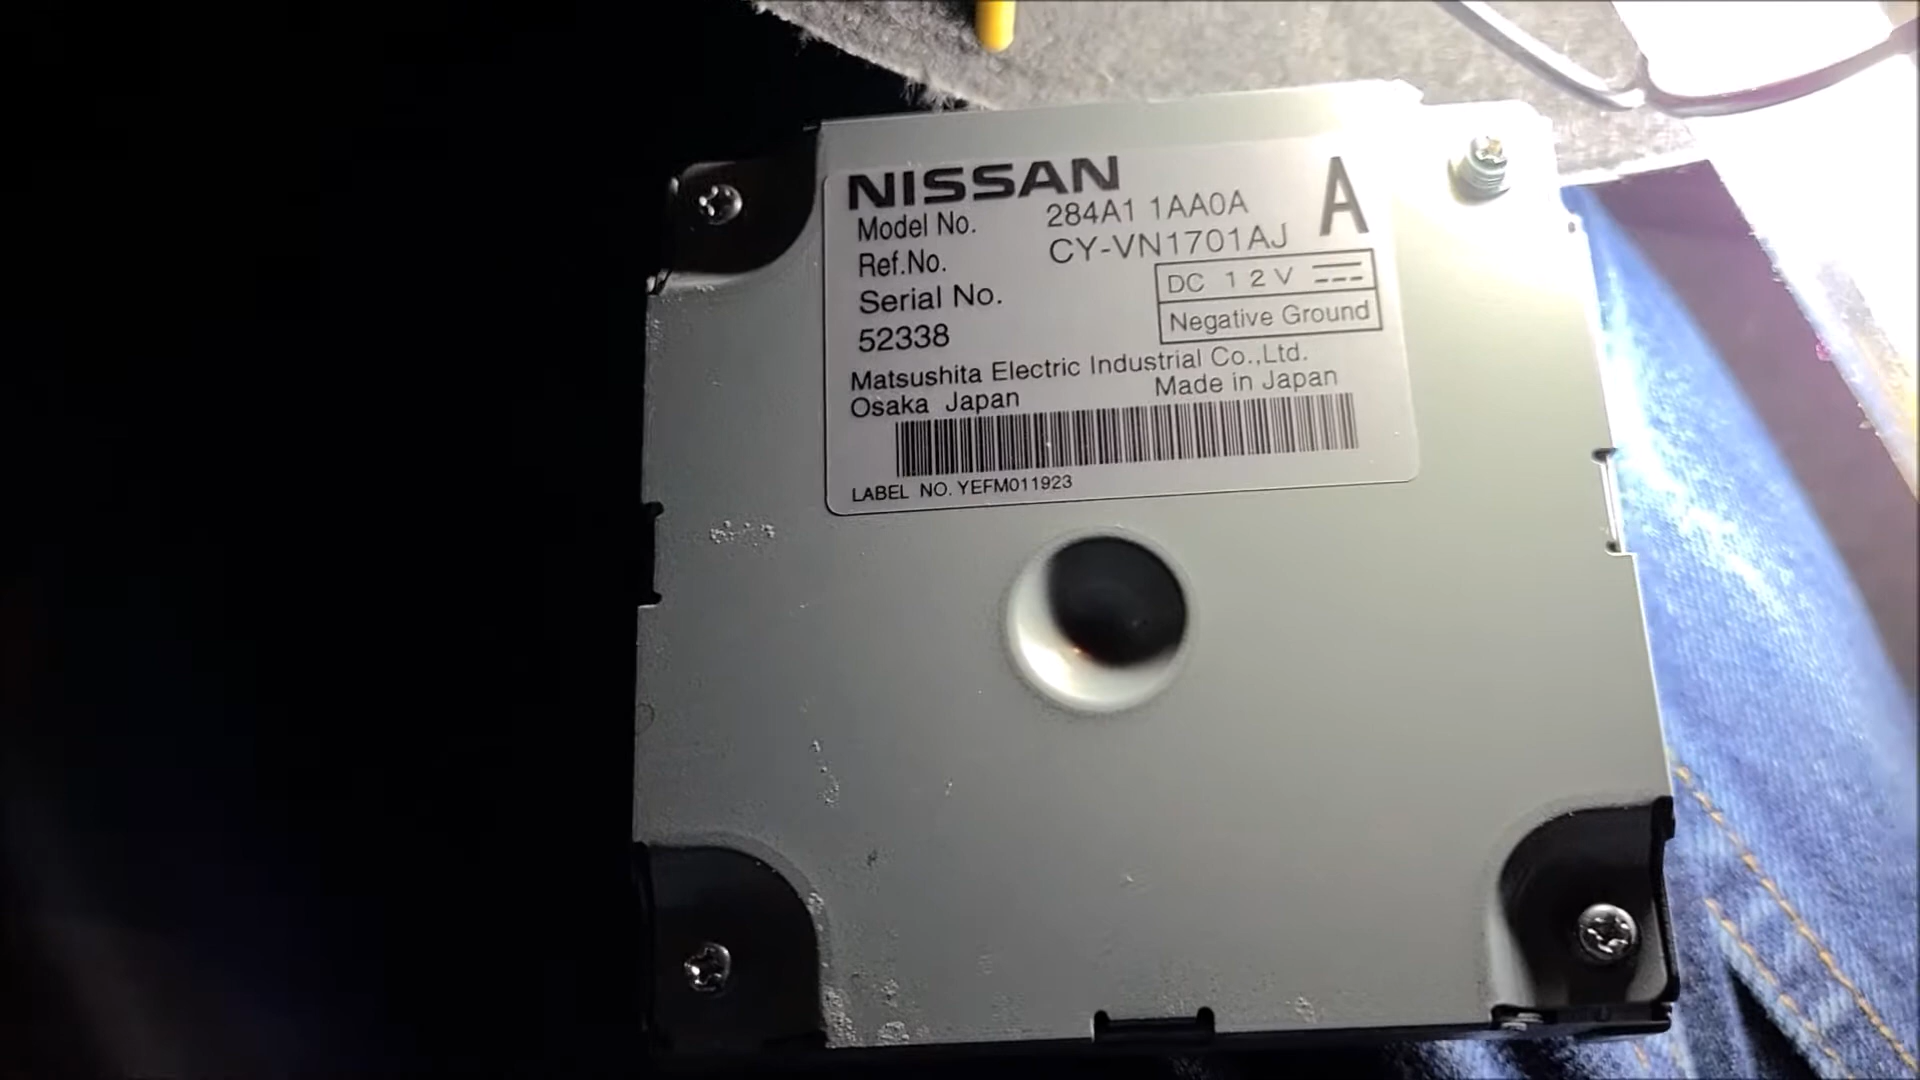 NISSAN A
Model No. 284A1 1AA0A
Ref.No. CY-VN1701AJ
Serial No. DC 12V
52338 Negative Ground
Matsushita Electric Industrial Co.,Ltd.
Osaka Japan Made in Japan
LABEL NO. YEFM011923